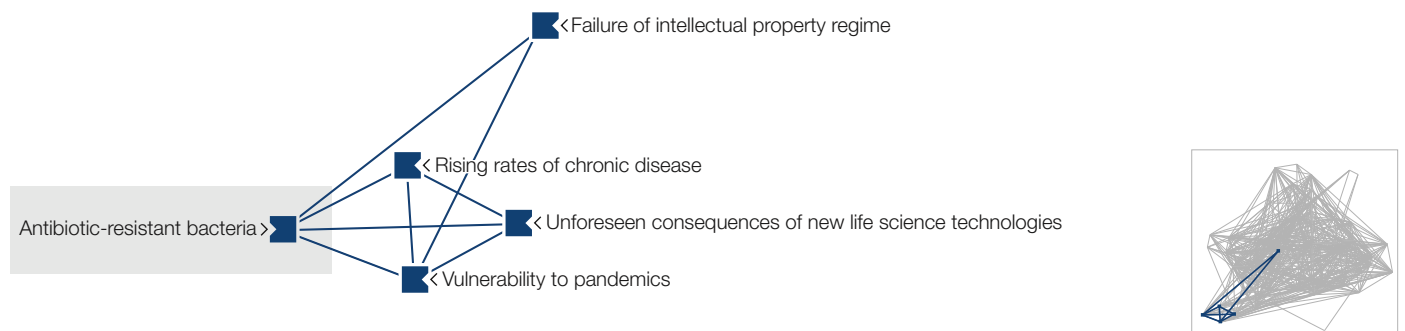 Failure of intellectual property regime
Rising rates of chronic disease
Unforeseen consequences of new life science technologies
Antibiotic-resistant bacteria
Vulnerability to pandemics